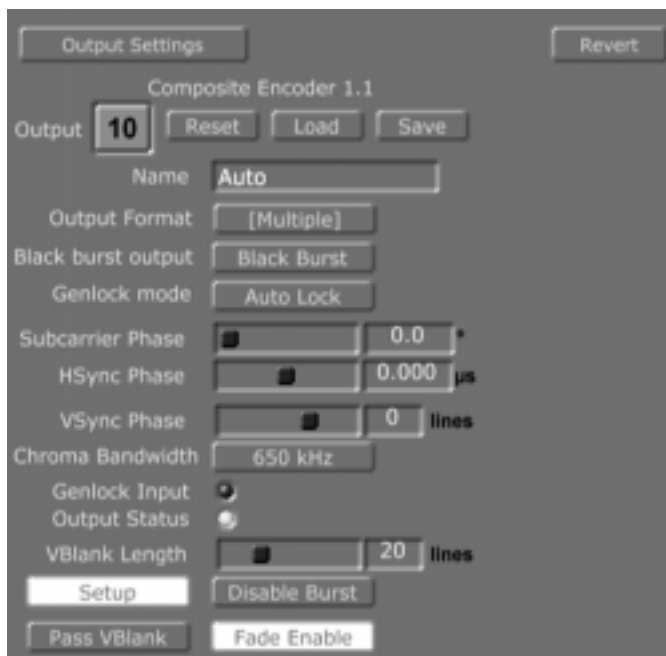 Output Settings Revert
Composite Encoder 1.1
Output 10 Reset Load Save
Name Auto
Output Format [Multiple]
Black burst output Black Burst
Genlock mode Auto Lock
Subcarrier Phase 0.0 °
HSync Phase 0.000 µs
VSync Phase 0 lines
Chroma Bandwidth 650 kHz
Genlock Input
Output Status
VBlank Length 20 lines
Setup Disable Burst
Pass VBlank Fade Enable